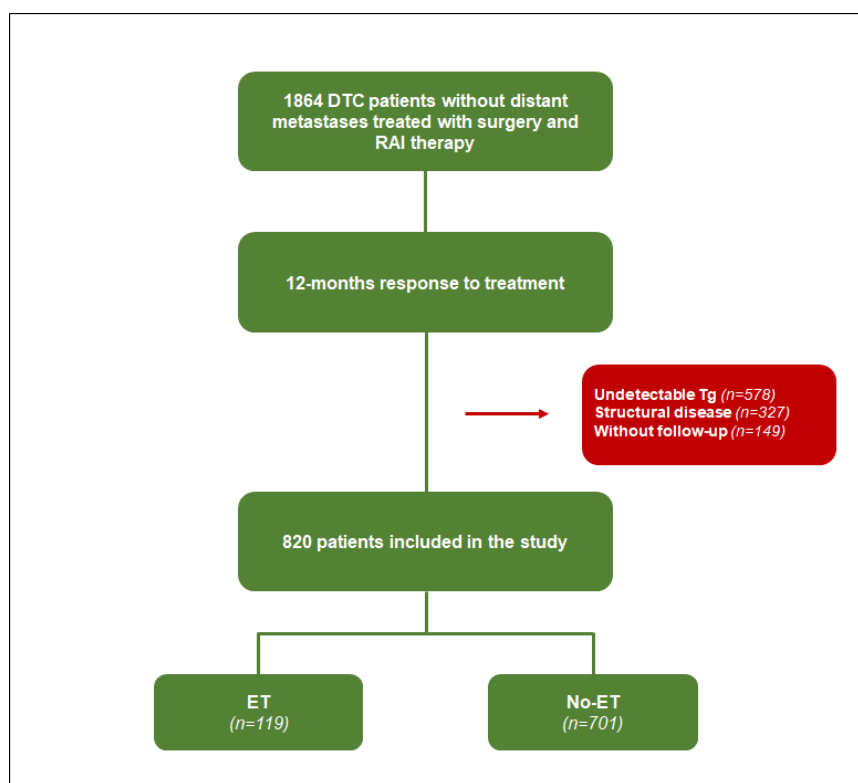 1864 DTC patients without distant
metastases treated with surgery and
RAI therapy
12-months response to treatment
Undetectable Tg (n=578)
Structural disease (n=327)
Without follow-up (n=149)
820 patients included in the study
ET
(n=119)
No-ET
(n=701)